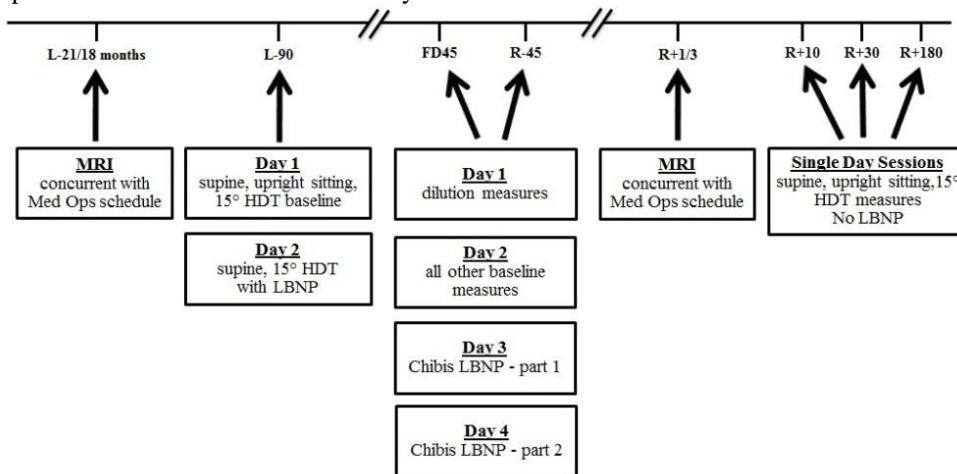 L-21/18 months
L-90
FD45
R-45
R+1/3
R+10
R+30
R+180
MRI
concurrent with
Med Ops schedule
Day 1
supine, upright sitting,
15° HDT baseline
Day 2
supine, 15° HDT
with LBNP
Day 1
dilution measures
Day 2
all other baseline
measures
Day 3
Chibis LBNP - part 1
Day 4
Chibis LBNP - part 2
MRI
concurrent with
Med Ops schedule
Single Day Sessions
supine, upright sitting,15°
HDT measures
No LBNP